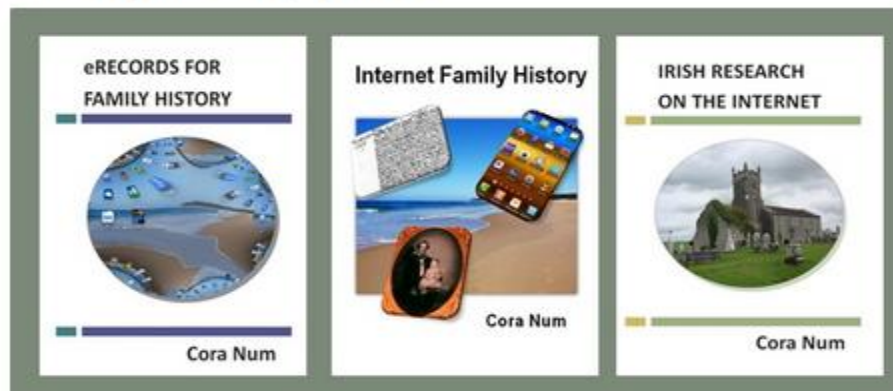 eRECORDS FOR
FAMILY HISTORY
Cora Num
Internet Family History
Cora Num
IRISH RESEARCH
ON THE INTERNET
Cora Num